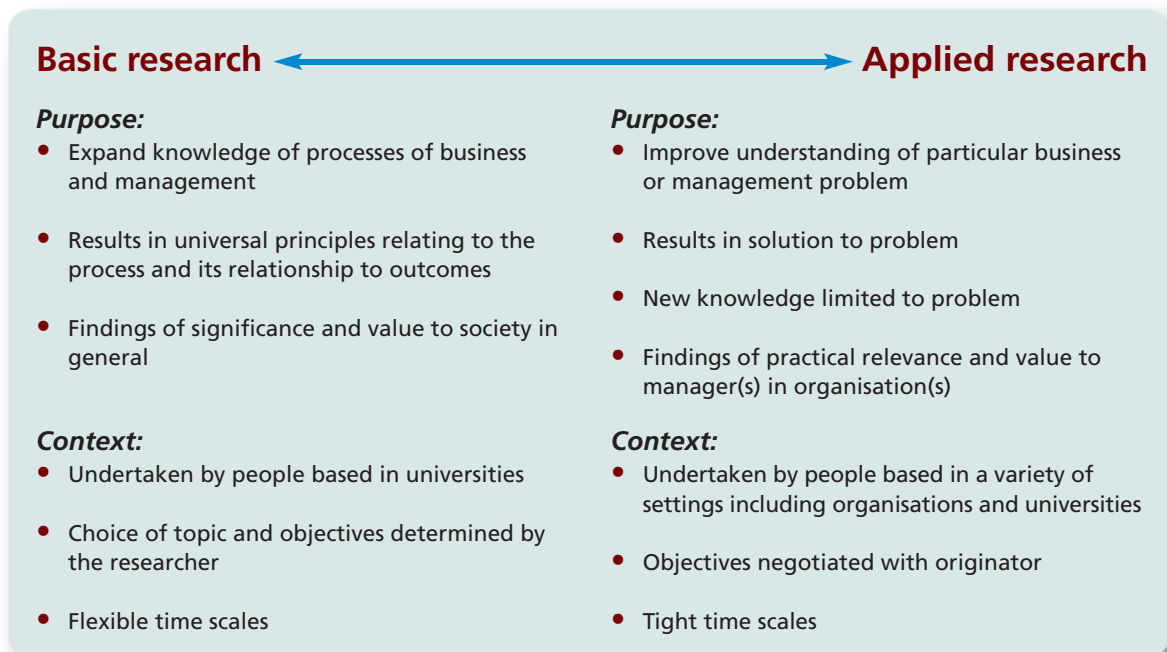 Basic research
Applied research
Purpose:
• Expand knowledge of processes of business
and management
• Results in universal principles relating to the
process and its relationship to outcomes
• Findings of significance and value to society in
general
Context:
• Undertaken by people based in universities
• Choice of topic and objectives determined by
the researcher
• Flexible time scales
Purpose:
• Improve understanding of particular business
or management problem
• Results in solution to problem
• New knowledge limited to problem
• Findings of practical relevance and value to
manager(s) in organisation(s)
Context:
• Undertaken by people based in a variety of
settings including organisations and universities
• Objectives negotiated with originator
• Tight time scales